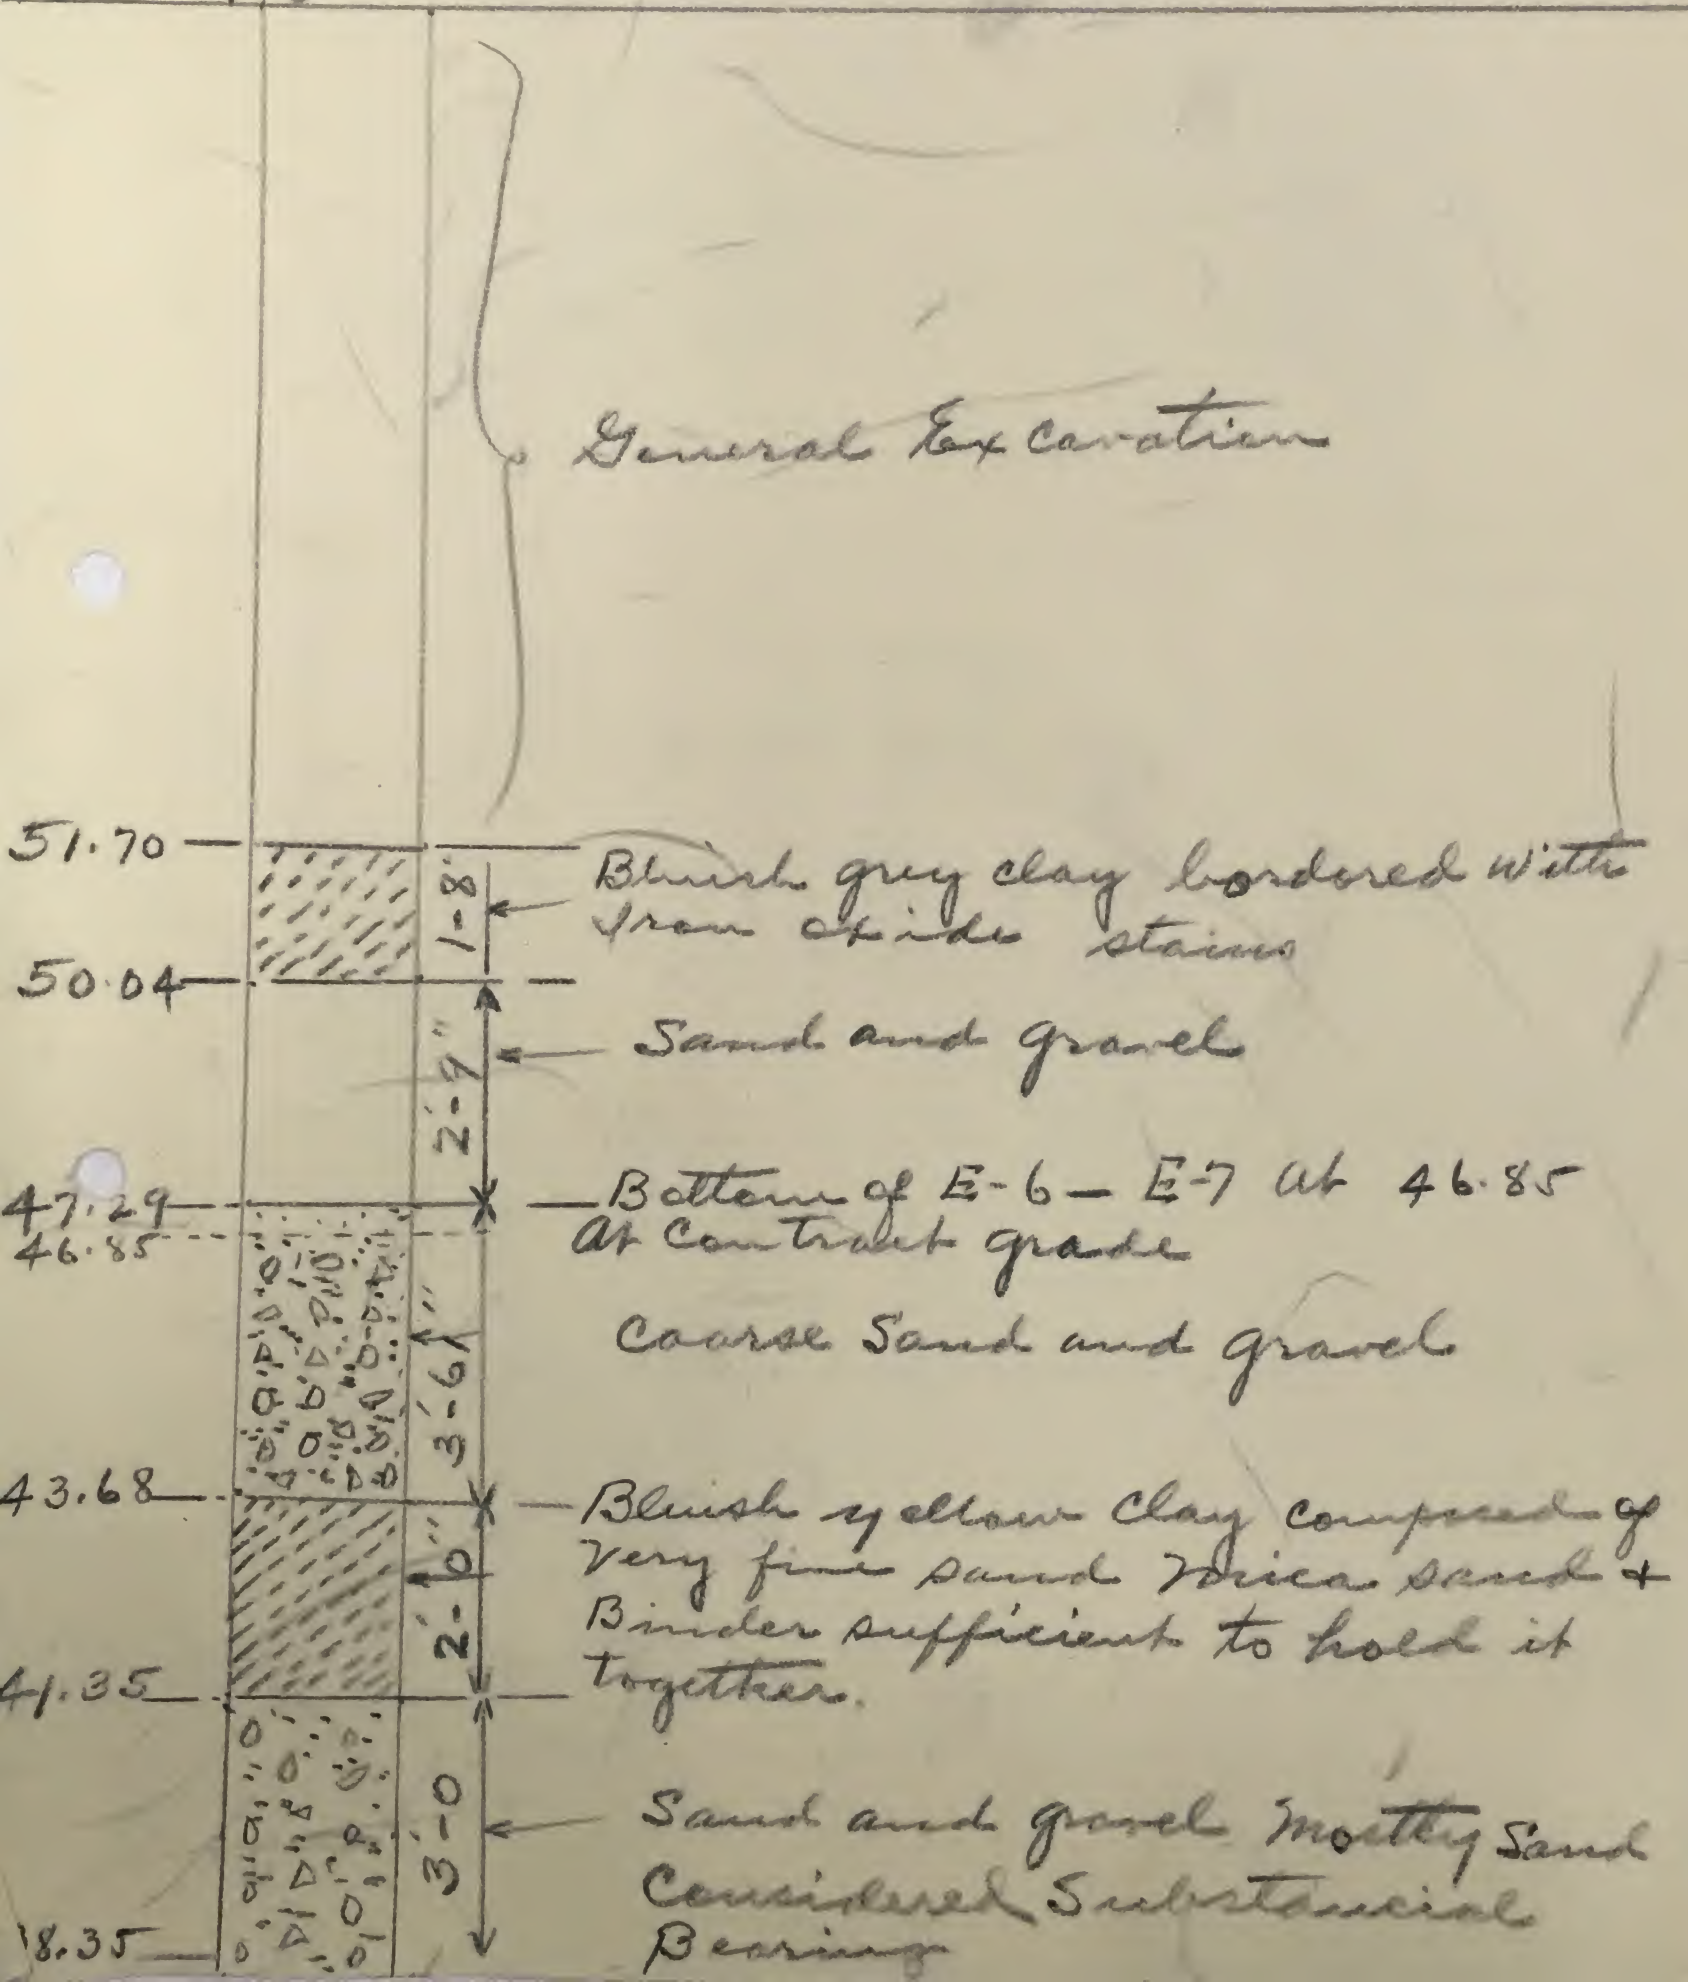 General Excavation
51.70
1-8"
Bluish grey clay bordered with
Iron oxide stains
50.04
2'-9"
Sand and gravel
47.29
Bottom of E-6 - E-7 at 46.85
46.85
At Contract grade
3'-6"
Coarse Sand and gravel
43.68
Bluish yellow Clay composed of
Very fine sand Mica sand +
2'-0"
Binder sufficient to hold it
together.
41.35
3'-0
Sand and gravel Mostly Sand
Considered Substancial
8.35
Bearing